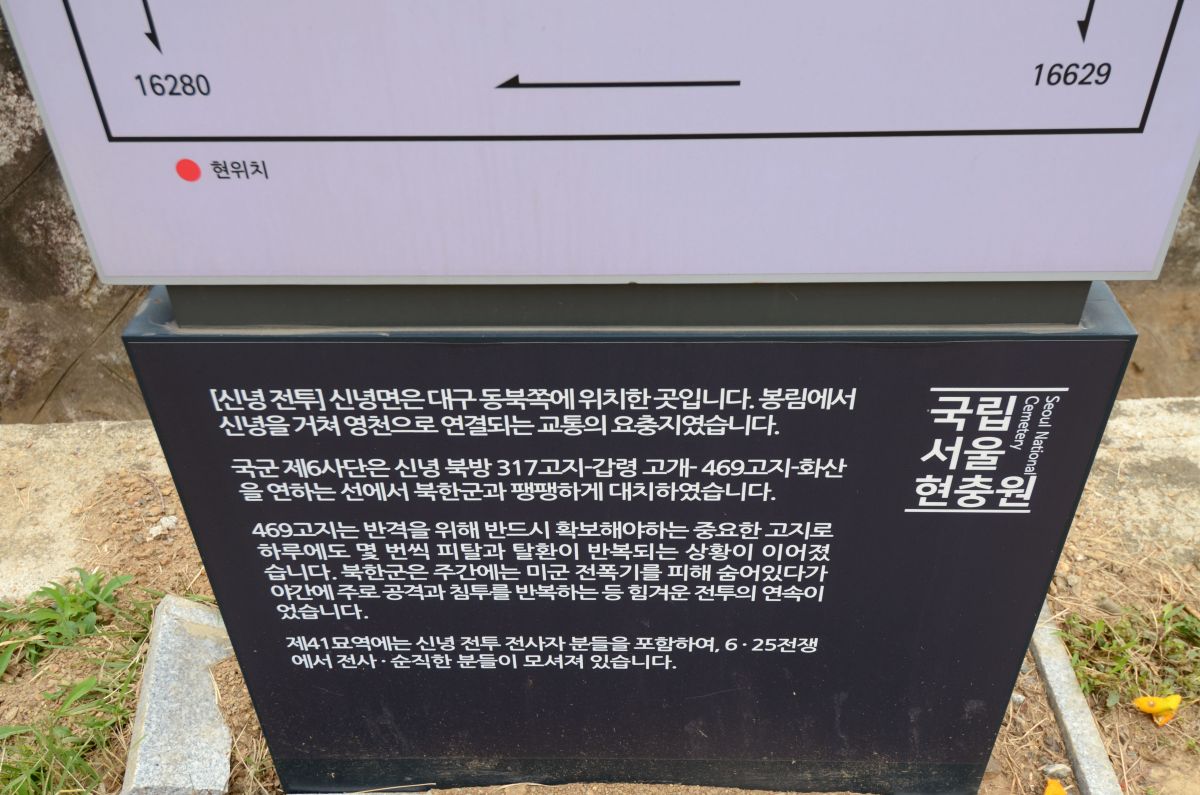 16280
16629
현위치
[신녕 전투] 신녕면은 대구 동북쪽에 위치한 곳입니다. 봉림에서
신녕을 거쳐 영천으로 연결되는 교통의 요충지였습니다.
국군 제6사단은 신녕 북방 317고지-갑령 고개- 469고지-화산
을 연하는 선에서 북한군과 팽팽하게 대치하였습니다.
469고지는 반격을 위해 반드시 확보해야하는 중요한 고지로
하루에도 몇 번씩 피탈과 탈환이 반복되는 상황이 이어졌
습니다. 북한군은 주간에는 미군 전폭기를 피해 숨어있다가
야간에 주로 공격과 침투를 반복하는 등 힘겨운 전투의 연속이
었습니다.
제41묘역에는 신녕 전투 전사자 분들을 포함하여, 6·25전쟁
에서 전사·순직한 분들이 모셔져 있습니다.
국립
서울
현충원
Seoul National
Cemetery